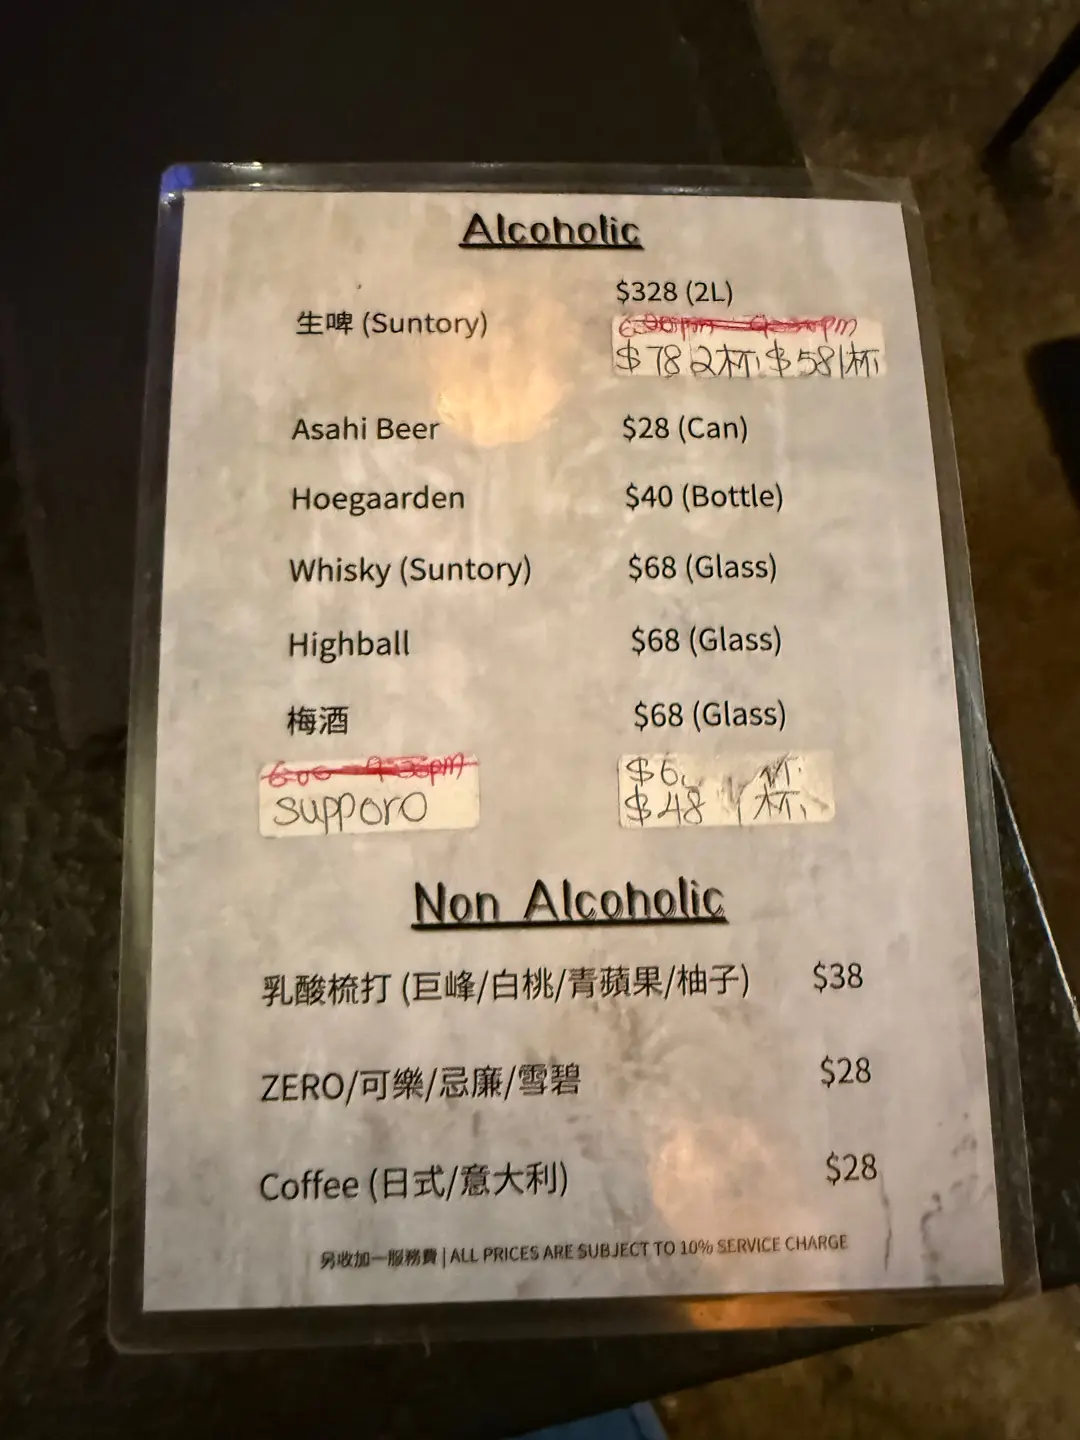 Alcoholic
生啤 (Suntory)
$328 (2L)
$78 2杯 $58 1杯
Asahi Beer $28 (Can)
Hoegaarden $40 (Bottle)
Whisky (Suntory) $68 (Glass)
Highball $68 (Glass)
梅酒 $68 (Glass)
supporo
$48 1杯
Non Alcoholic
乳酸梳打 (巨峰/白桃/青蘋果/柚子) $38
ZERO/可樂/忌廉/雪碧 $28
Coffee (日式/意大利) $28
另收加一服務費 | ALL PRICES ARE SUBJECT TO 10% SERVICE CHARGE